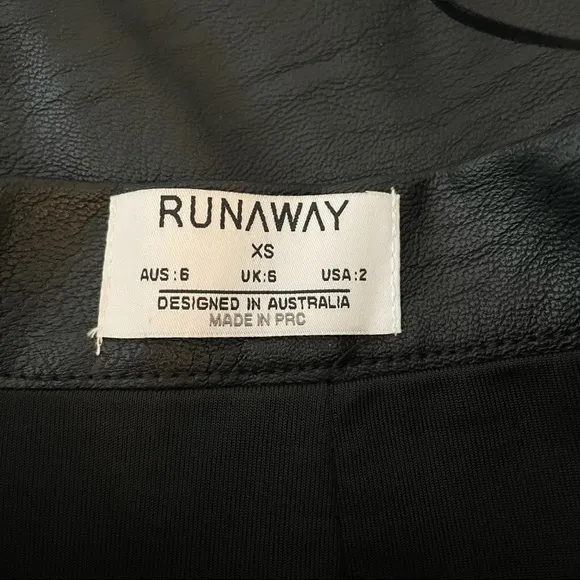 RUNAWAY
XS
AUS:6 UK:6 USA:2
DESIGNED IN AUSTRALIA
MADE IN PRC